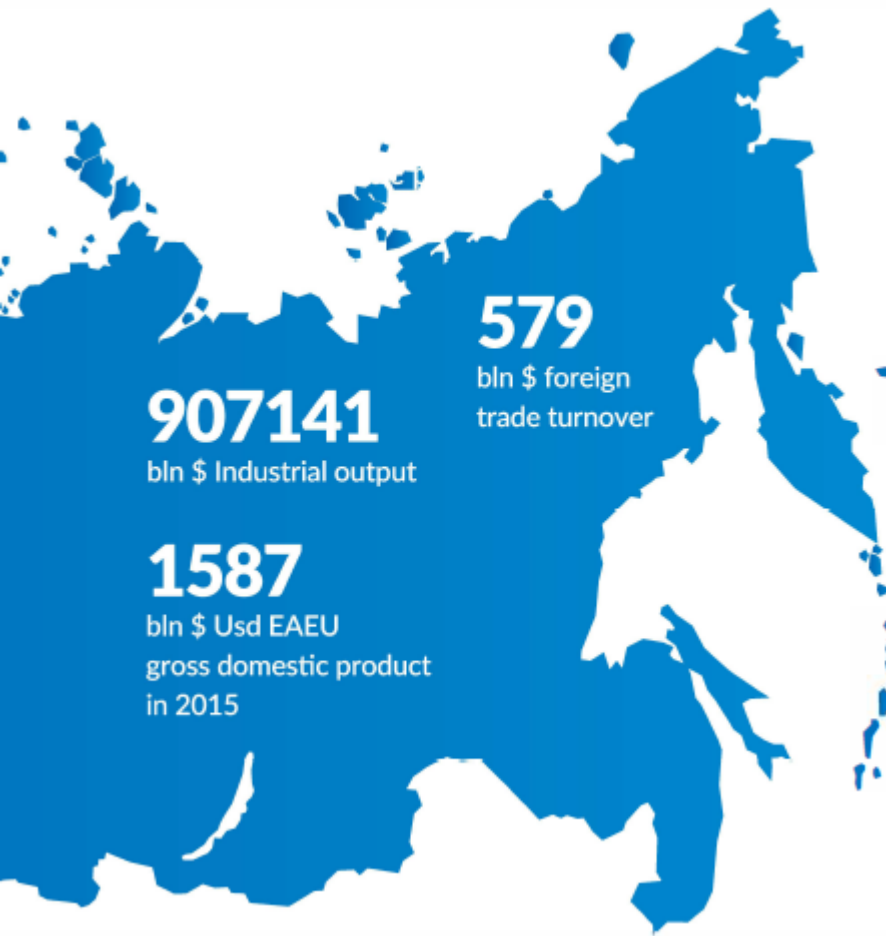 579
bln $ foreign
trade turnover
907141
bln $ Industrial output
1587
bln $ Usd EAEU
gross domestic product
in 2015